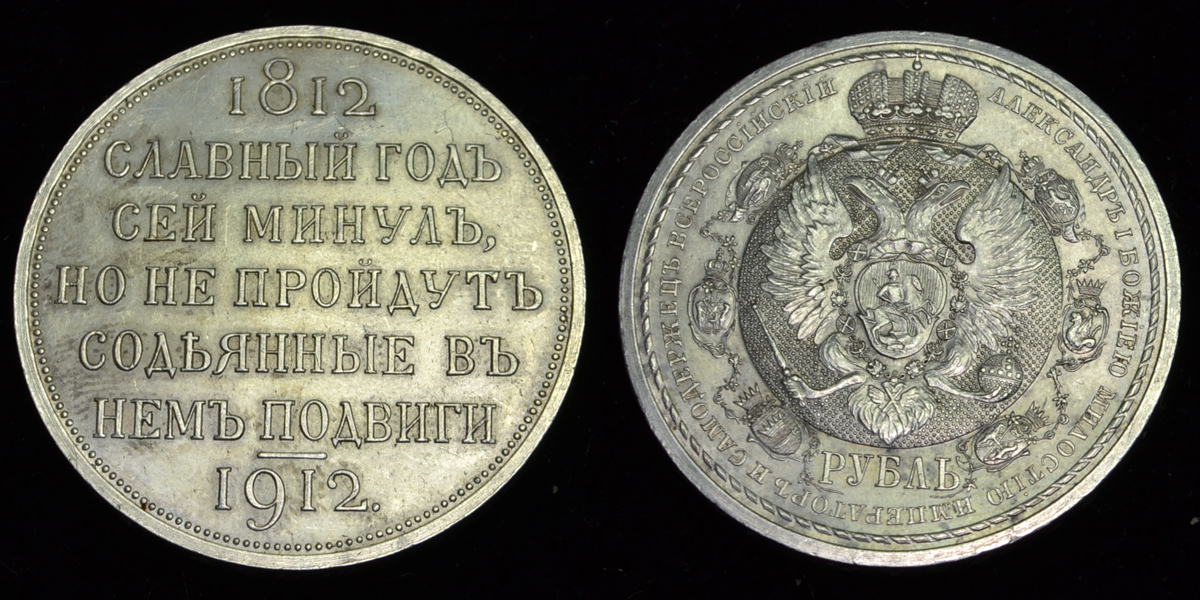 1812
СЛАВНЫЙ ГОДЪ
СЕЙ МИНУЛЪ,
НО НЕ ПРОЙДУТЪ
СОДѢЯННЫЕ ВЪ
НЕМЪ ПОДВИГИ
1912.
АЛЕКСАНДРЪ I БОЖІЕЮ МИЛОСТІЮ ИМПЕРАТОРЪ И САМОДЕРЖЕЦЪ ВСЕРОССІЙСКІЙ
РУБЛЬ